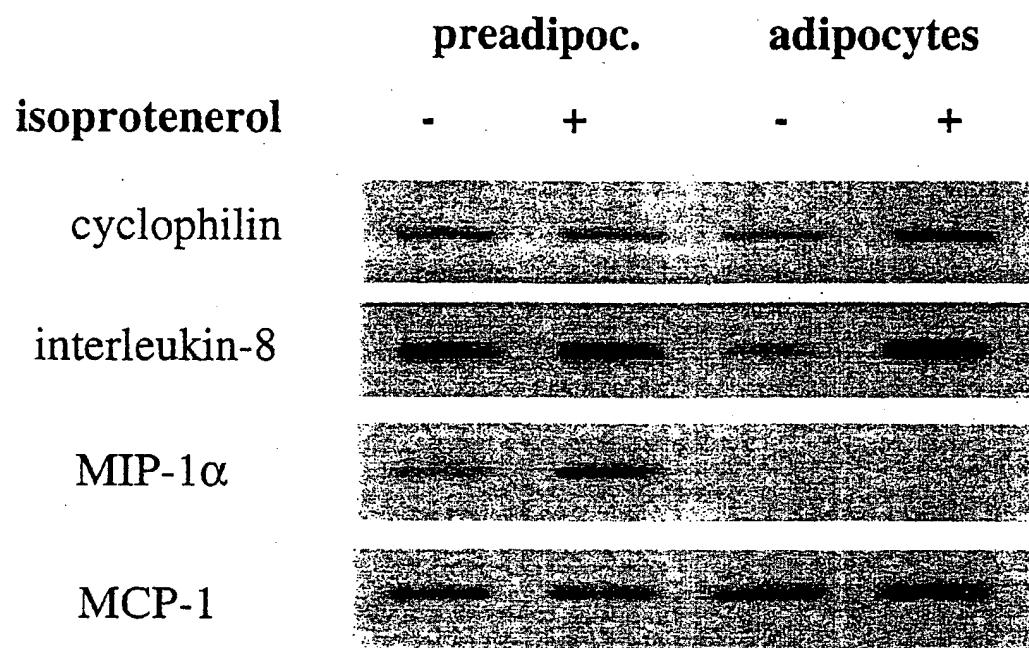 preadipoc. adipocytes
isoprotenerol - + - +
cyclophilin
interleukin-8
MIP-1α
MCP-1